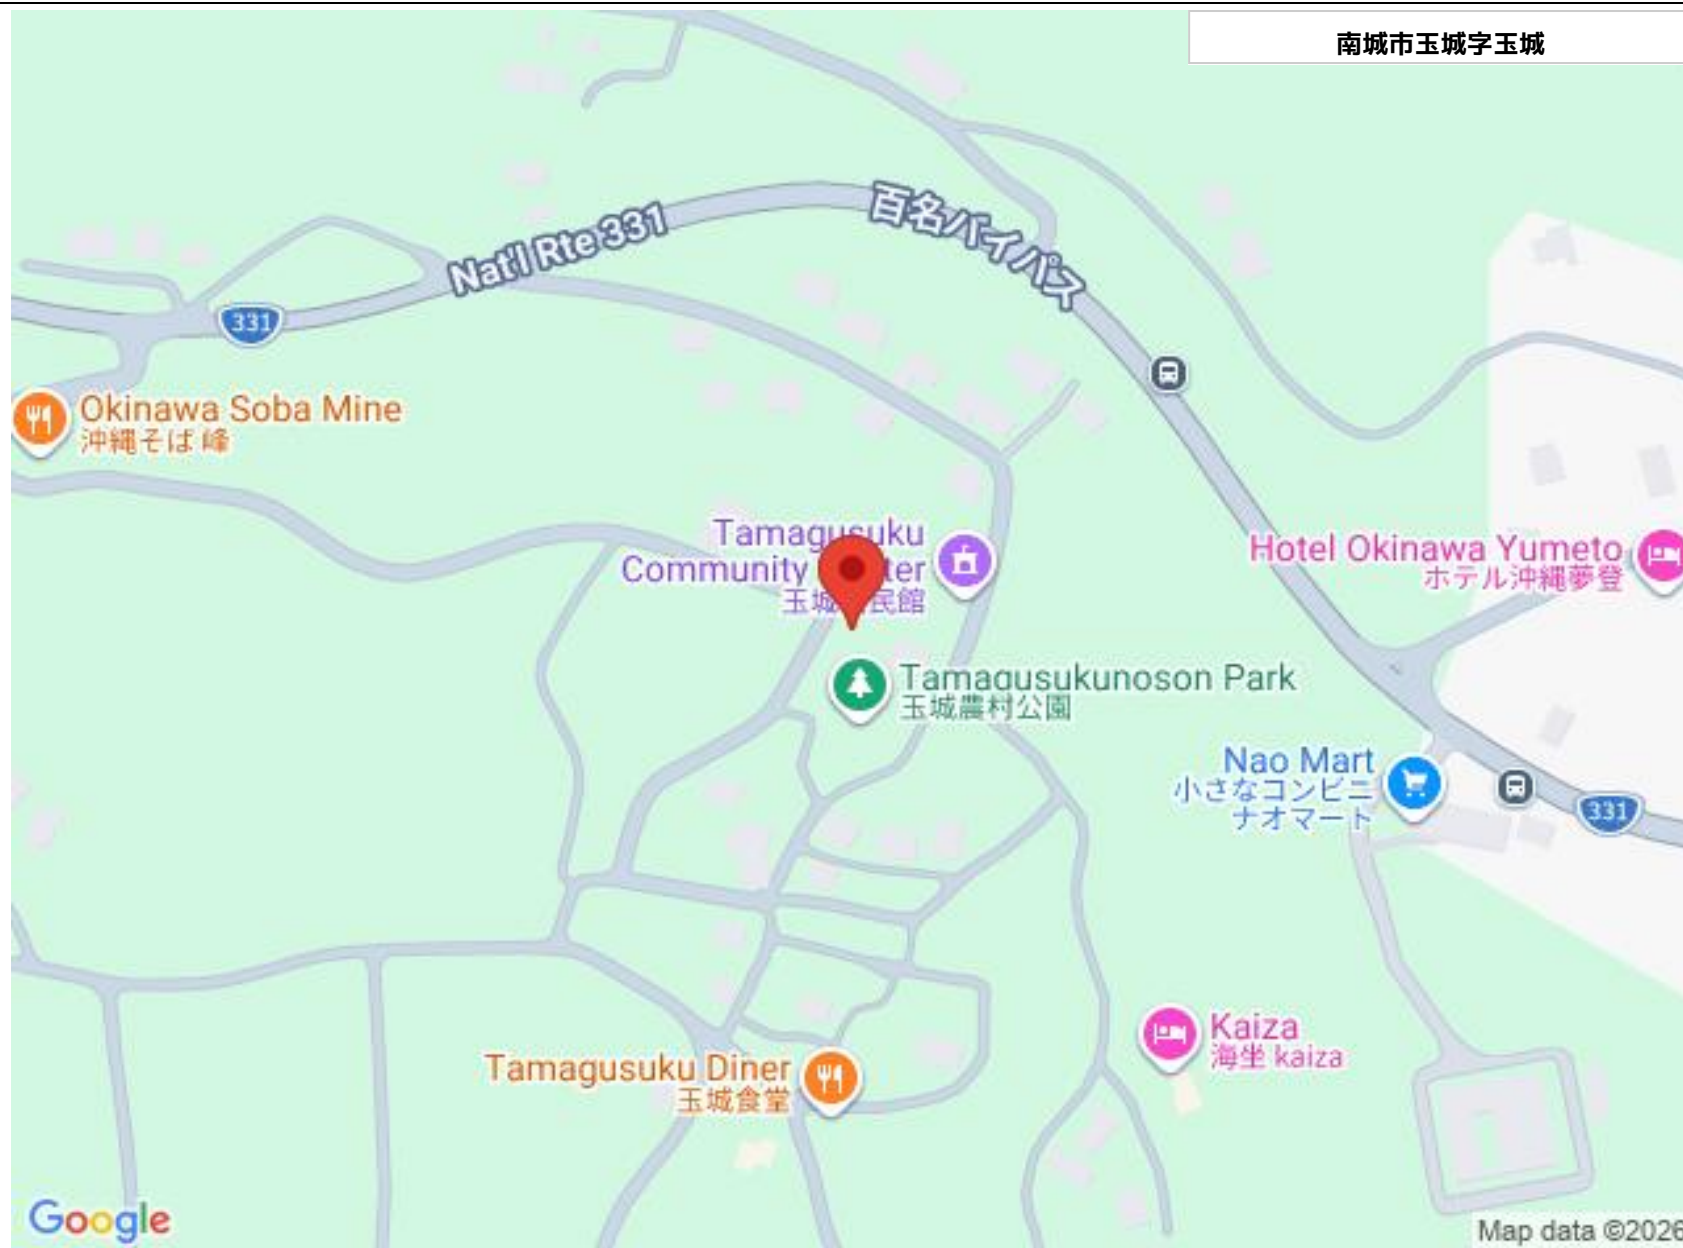 南城市玉城字玉城
Nat'l Rte 331
百名バイパス
331
Okinawa Soba Mine
沖縄そば 峰
Tamagusuku
Community
玉城
民館
Hotel Okinawa Yumeto
ホテル沖縄夢登
Tamagusukunoson Park
玉城農村公園
Nao Mart
小さなコンビニ
ナオマート
331
Kaiza
海坐 kaiza
Tamagusuku Diner
玉城食堂
Google
Map data ©2026